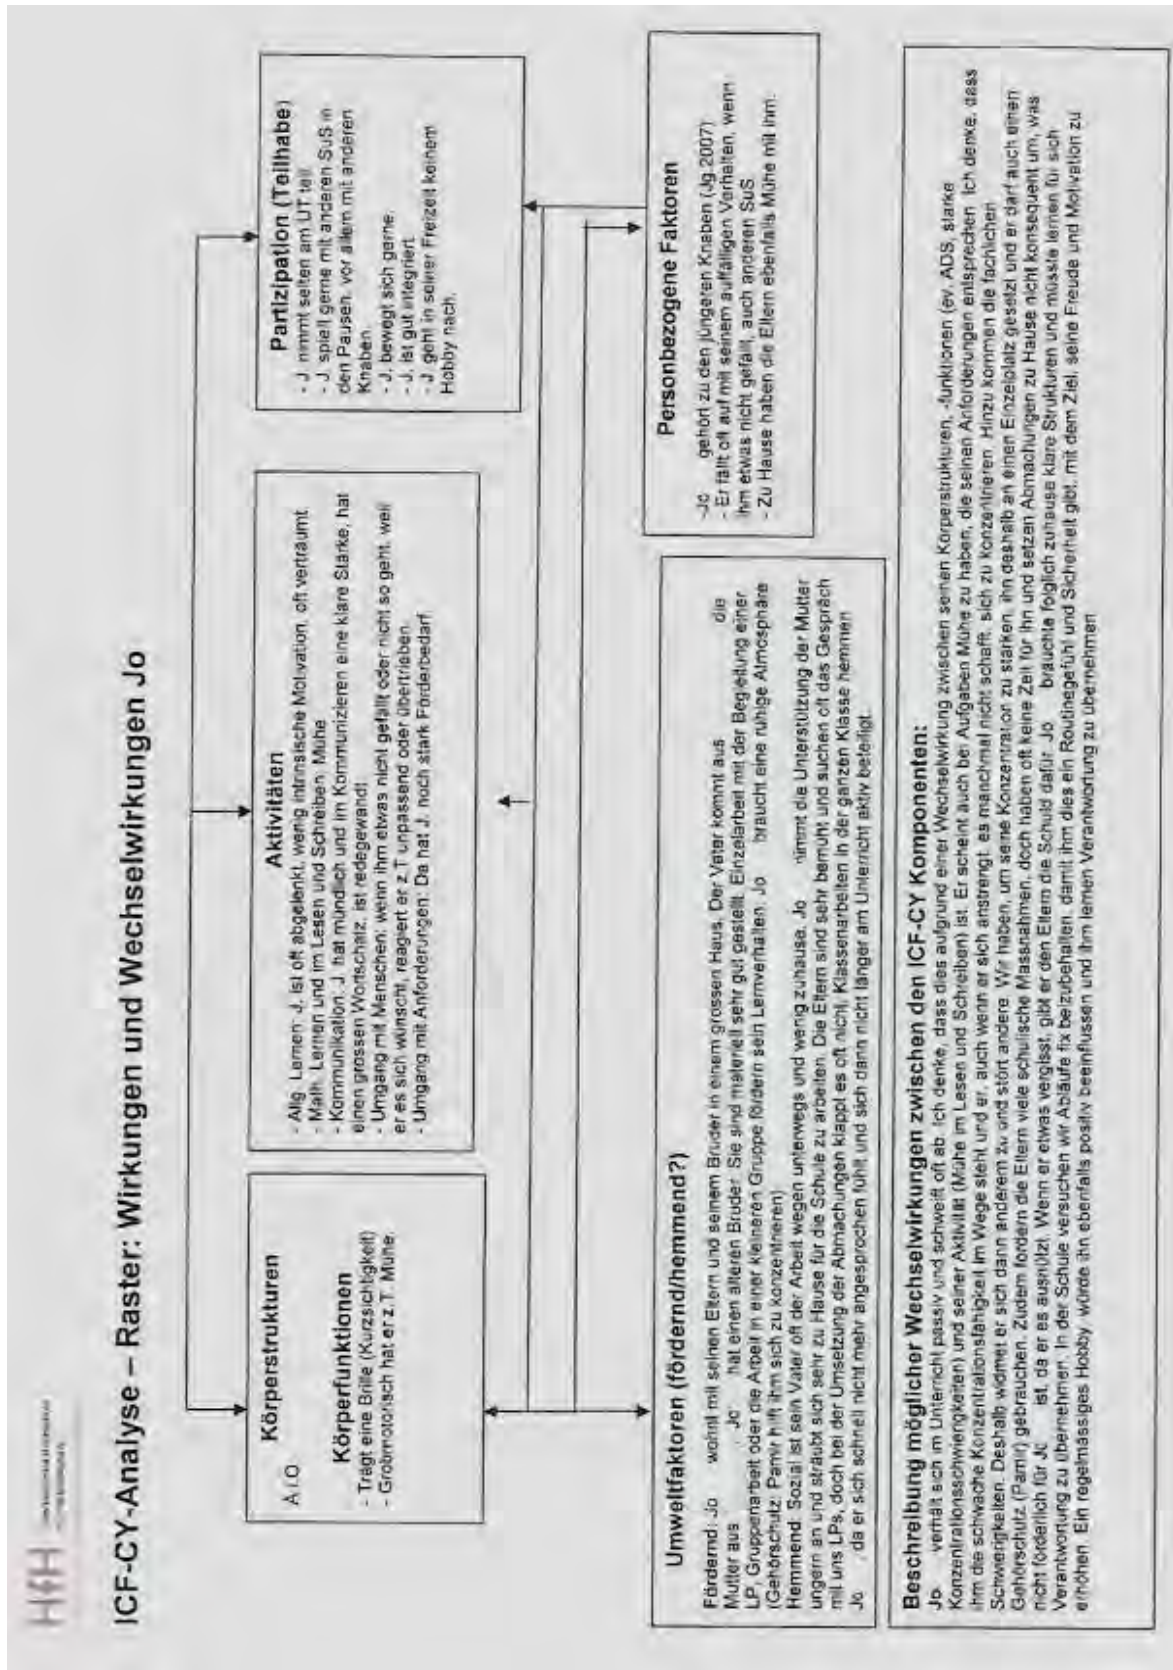 HfH
ICF-CY-Analyse – Raster: Wirkungen und Wechselwirkungen Jo
Körperstrukturen
Ä.i.O.
Körperfunktionen
- Trägt eine Brille (Kurzsichtigkeit)
- Grobmotorisch hat er z.T. Mühe.
Aktivitäten
- Allg. Lernen: J. ist oft abgelenkt, wenig intrinsische Motivation, oft verträumt
- Math. Lernen und im Lesen und Schreiben: Mühe
- Kommunikation: J. hat mündlich und im Kommunizieren eine klare Stärke, hat
einen grossen Wortschatz, ist redegewandt!
- Umgang mit Menschen: wenn ihm etwas nicht gefällt oder nicht so geht, weil
er es sich wünscht, reagiert er z.T. unpassend oder übertrieben
- Umgang mit Anforderungen: Da hat J. noch stark Förderbedarf
Partizipation (Teilhabe)
- J. nimmt selten am UT teil
- J. spielt gerne mit anderen SuS in
den Pausen, vor allem mit anderen
Knaben.
- J. bewegt sich gerne.
- J. ist gut integriert
- J. geht in seiner Freizeit keinem
Hobby nach.
Umweltfaktoren (fördernd/hemmend?)
Fördernd: Jo wohnt mit seinen Eltern und seinem Bruder in einem grossen Haus. Der Vater kommt aus die
Mutter aus . Jo hat einen älteren Bruder. Sie sind materiell sehr gut gestellt. Einzelarbeit mit der Begleitung einer
LP, Gruppenarbeit oder die Arbeit in einer kleineren Gruppe fördern sein Lernverhalten. Jo braucht eine ruhige Atmosphäre
(Gehörschutz: Pamir hilft ihm sich zu konzentrieren)
Hemmend: Sozial ist sein Vater oft der Arbeit wegen unterwegs und wenig zuhause. Jo nimmt die Unterstützung der Mutter
ungern an und sträubt sich sehr zu Hause für die Schule zu arbeiten. Die Eltern sind sehr bemüht und suchen oft das Gespräch
mit uns LPs, doch bei der Umsetzung der Abmachungen klappt es oft nicht. Klassenarbeiten in der ganzen Klasse hemmen
Jo da er sich schnell nicht mehr angesprochen fühlt und sich dann nicht länger am Unterricht aktiv beteiligt.
Personbezogene Faktoren
-Jo gehört zu den jüngeren Knaben (Jg.2007)
- Er fällt oft auf mit seinem auffälligen Verhalten, wenn
ihm etwas nicht gefällt, auch anderen SuS
- Zu Hause haben die Eltern ebenfalls Mühe mit ihm.
Beschreibung möglicher Wechselwirkungen zwischen den ICF-CY Komponenten:
Jo verhält sich im Unterricht passiv und schweift oft ab. Ich denke, dass dies aufgrund einer Wechselwirkung zwischen seinen Körperstrukturen, -funktionen (ev. ADS, starke
Konzentrationsschwierigkeiten) und seiner Aktivität (Mühe im Lesen und Schreiben) ist. Er scheint auch bei Aufgaben Mühe zu haben, die seinen Anforderungen entsprechen. Ich denke, dass
ihm die schwache Konzentrationsfähigkeit im Wege steht und er, auch wenn er sich anstrengt, es manchmal nicht schafft, sich zu konzentrieren. Hinzu kommen die fachlichen
Schwierigkeiten. Deshalb widmet er sich dann anderem zu und stört andere. Wir haben, um seine Konzentration zu stärken, ihn deshalb an einen Einzelplatz gesetzt und er darf auch einen
Gehörschutz (Pamir) gebrauchen. Zudem fordern die Eltern viele schulische Massnahmen, doch haben oft keine Zeit für ihn und setzen Abmachungen zu Hause nicht konsequent um, was
nicht förderlich für Jo ist, da er es ausnützt. Wenn er etwas vergisst, gibt er den Eltern die Schuld dafür. Jo brauchte folglich zuhause klare Strukturen und müsste lernen für sich
Verantwortung zu übernehmen. In der Schule versuchen wir Abläufe fix beizubehalten, damit ihm dies ein Routinegefühl und Sicherheit gibt, mit dem Ziel, seine Freude und Motivation zu
erhöhen. Ein regelmässiges Hobby würde ihn ebenfalls positiv beeinflussen und ihm lernen Verantwortung zu übernehmen